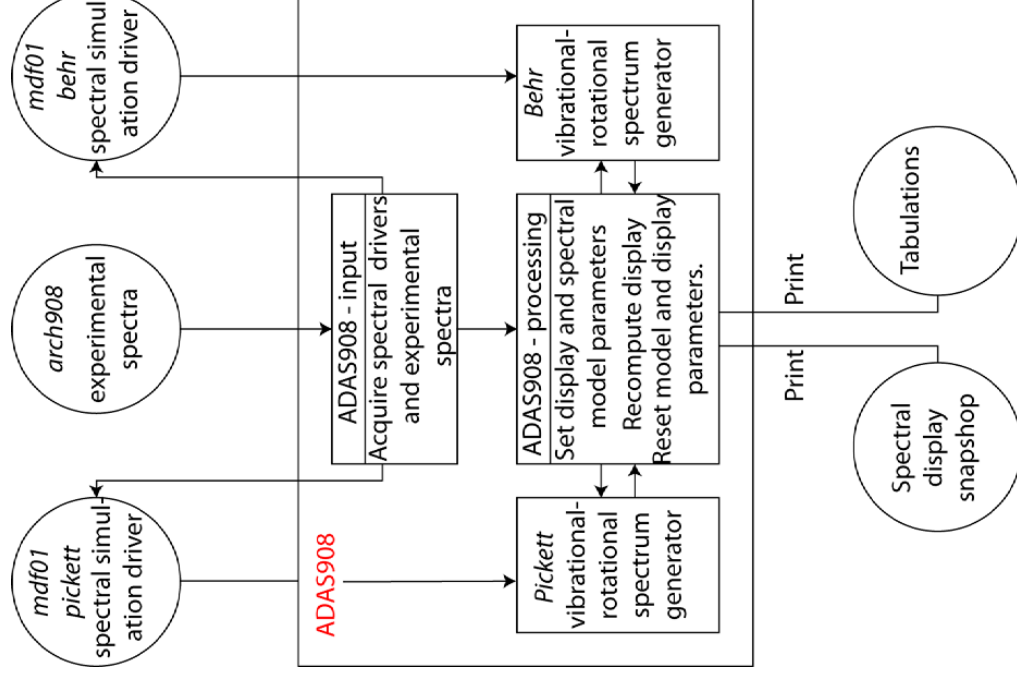 mdf01
pickett
spectral simul-
ation driver
arch908
experimental
spectra
mdf01
behr
spectral simul
ation driver
ADAS908
ADAS908 - input
Acquire spectral drivers
and experimental
spectra
Pickett
vibrational-
rotational
spectrum
generator
ADAS908 - processing
Set display and spectral
model parameters
Recompute display
Reset model and display
parameters.
Behr
vibrational-
rotational
spectrum
generator
Print
Print
Spectral
display
snapshop
Tabulations